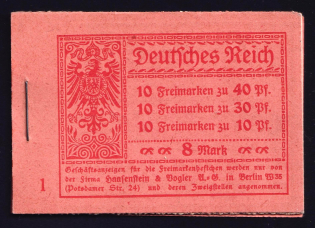 Deutsches Reich
10 Freimarken zu 40 Pf.
10 Freimarken zu 30 Pf.
10 Freimarken zu 10 Pf.
8 Mark
Geschäftsanzeigen für die Freimarkenheftchen werden nur von
der Firma Haasenstein & Vogler A.-G. in Berlin W35
(Potsdamer Str. 24) und deren Zweigstellen angenommen.
1